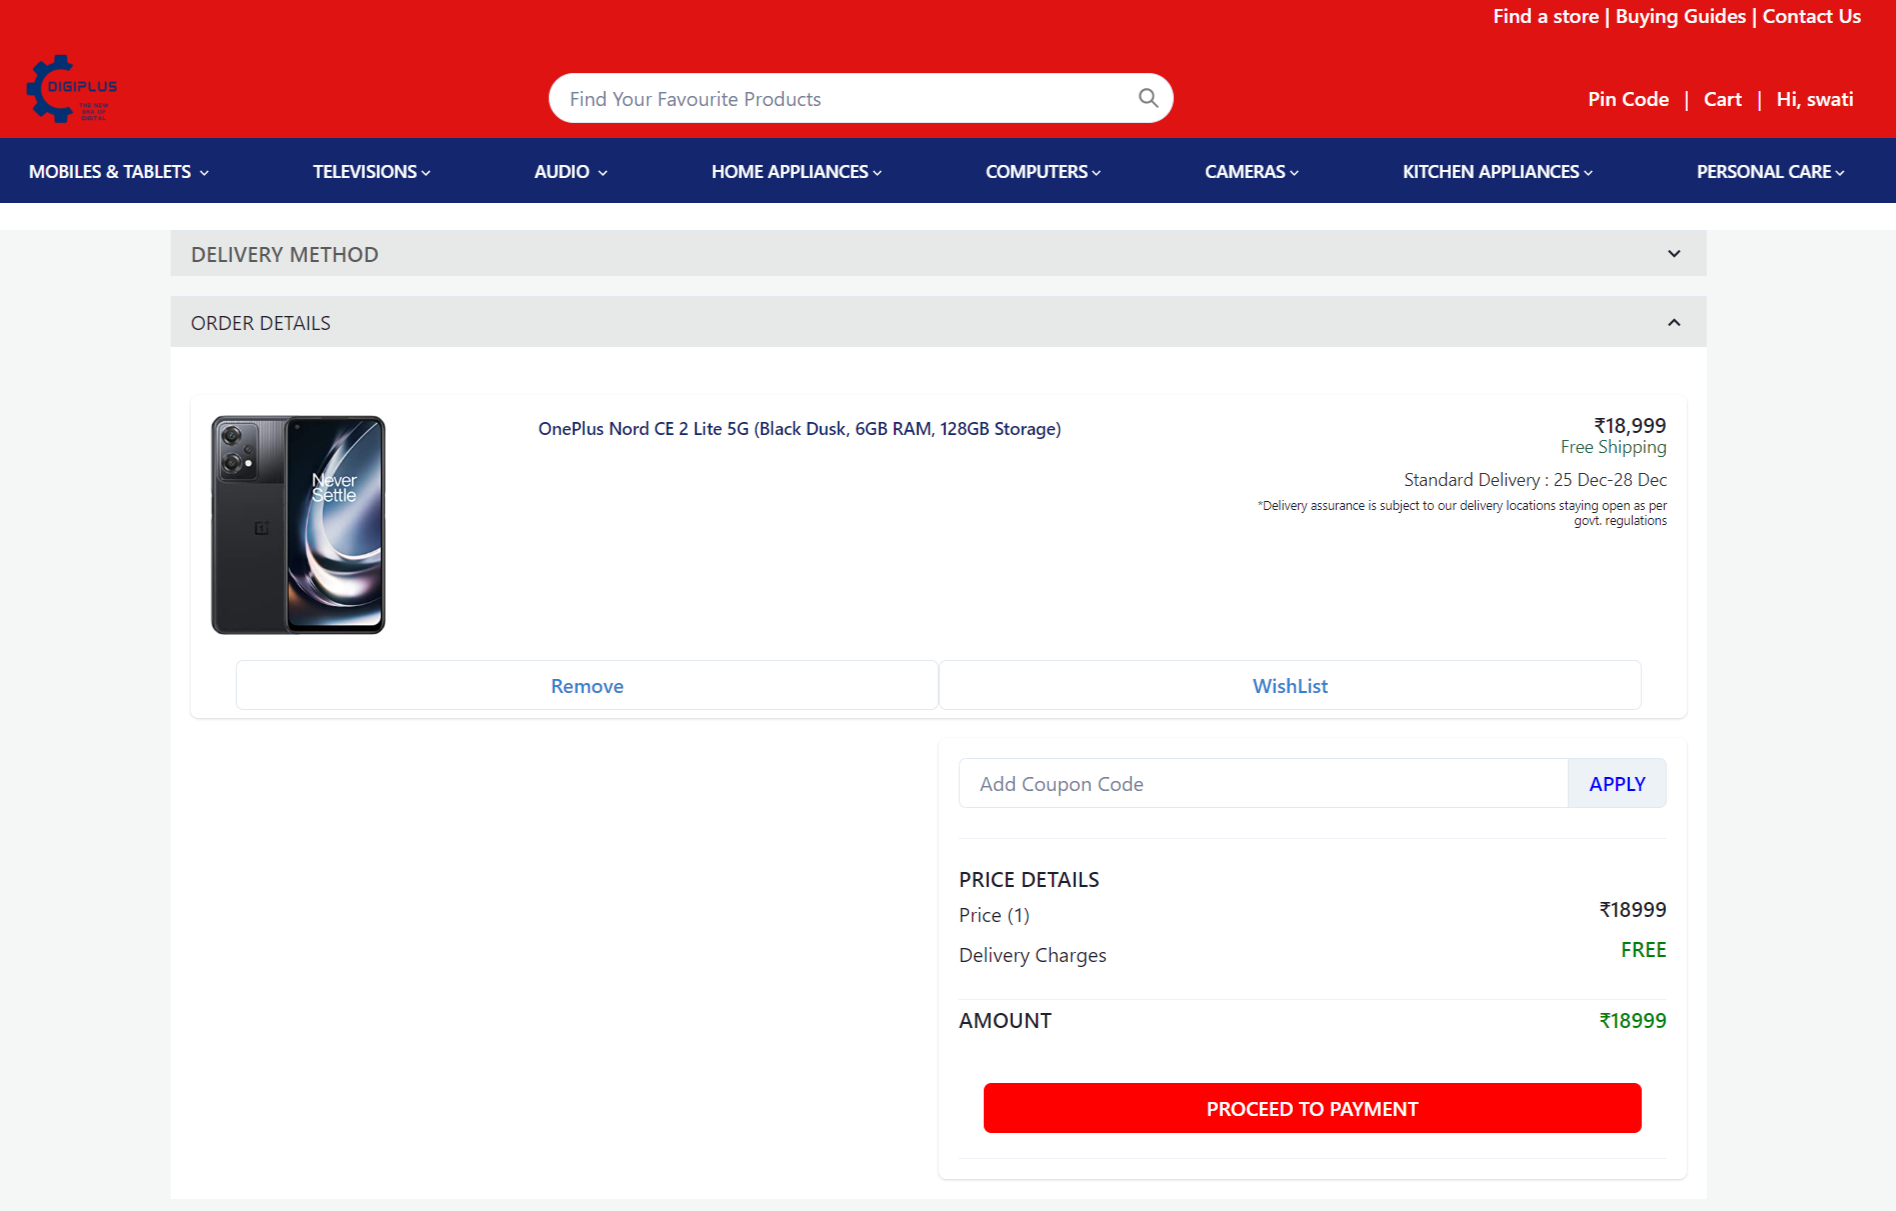 Find a store | Buying Guides | Contact Us
DIGIPLUS
THE NEW
ERA OF
DIGITAL
Find Your Favourite Products
Pin Code | Cart | Hi, swati
MOBILES & TABLETS TELEVISIONS AUDIO HOME APPLIANCES COMPUTERS CAMERAS KITCHEN APPLIANCES PERSONAL CARE
DELIVERY METHOD
ORDER DETAILS
Never
Settle
OnePlus Nord CE 2 Lite 5G (Black Dusk, 6GB RAM, 128GB Storage)
₹18,999
Free Shipping
Standard Delivery : 25 Dec-28 Dec
*Delivery assurance is subject to our delivery locations staying open as per
govt. regulations
Remove WishList
Add Coupon Code APPLY
PRICE DETAILS
Price (1) ₹18999
Delivery Charges FREE
AMOUNT ₹18999
PROCEED TO PAYMENT